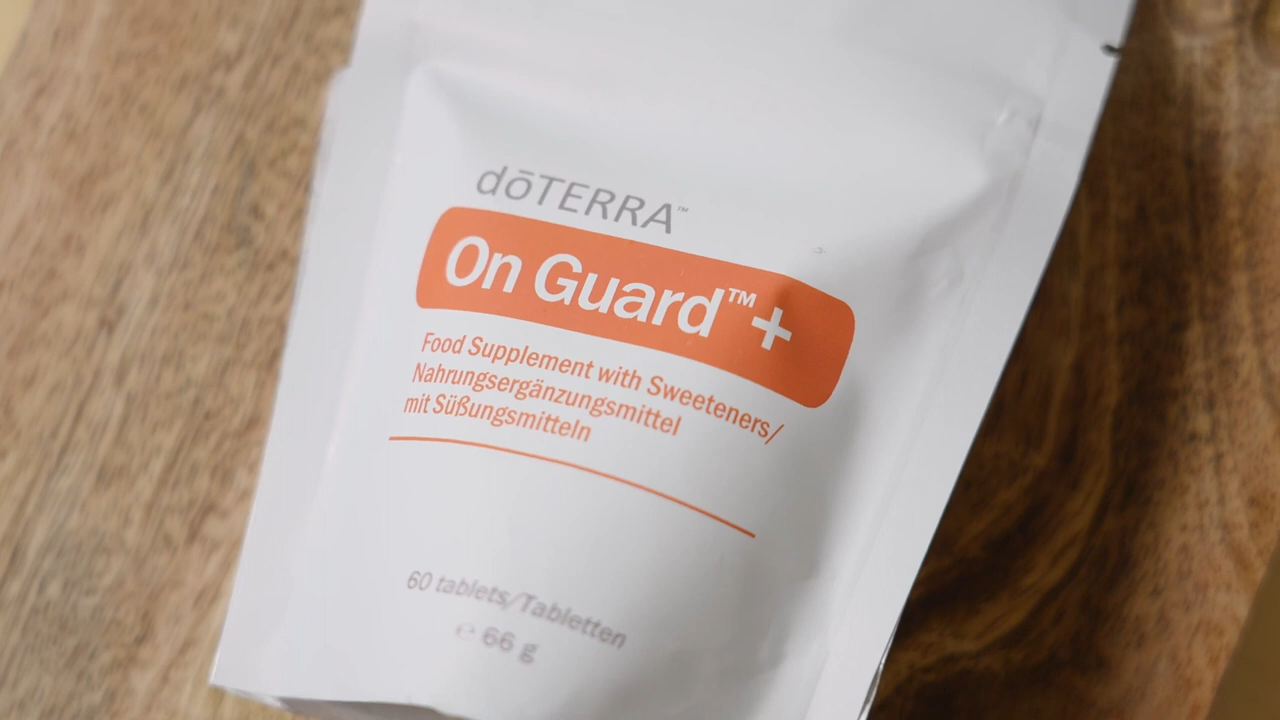 dōTERRA™
On Guard™+
Food Supplement with Sweeteners/
Nahrungsergänzungsmittel
mit Süßungsmitteln
60 tablets/Tabletten
℮ 66 g